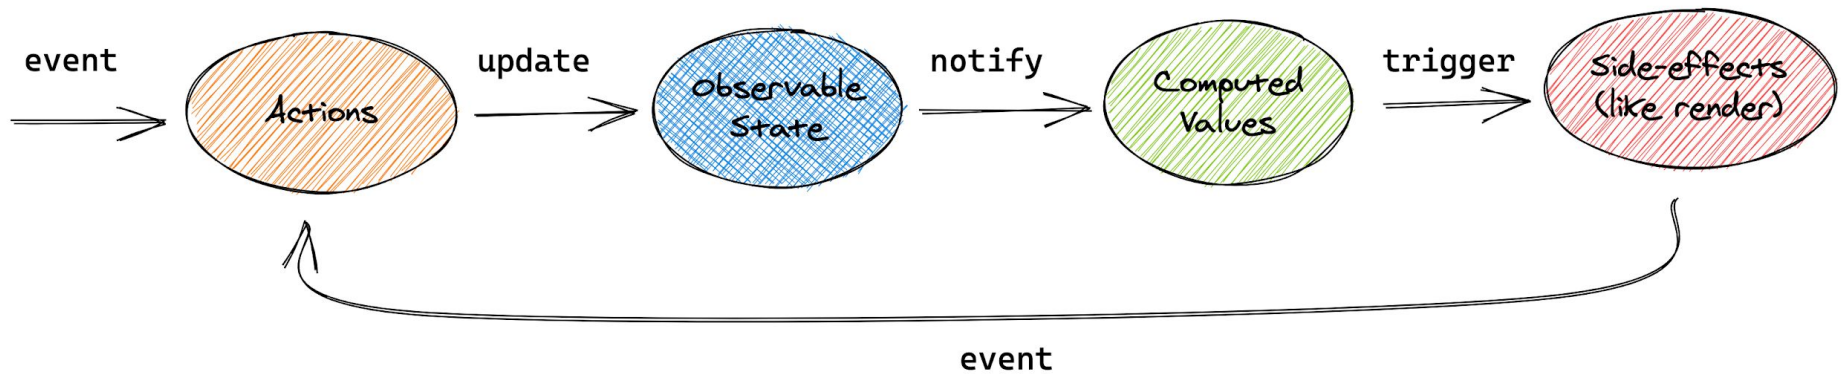 event
Actions
update
Observable
State
notify
Computed
Values
trigger
Side-effects
(like render)
event